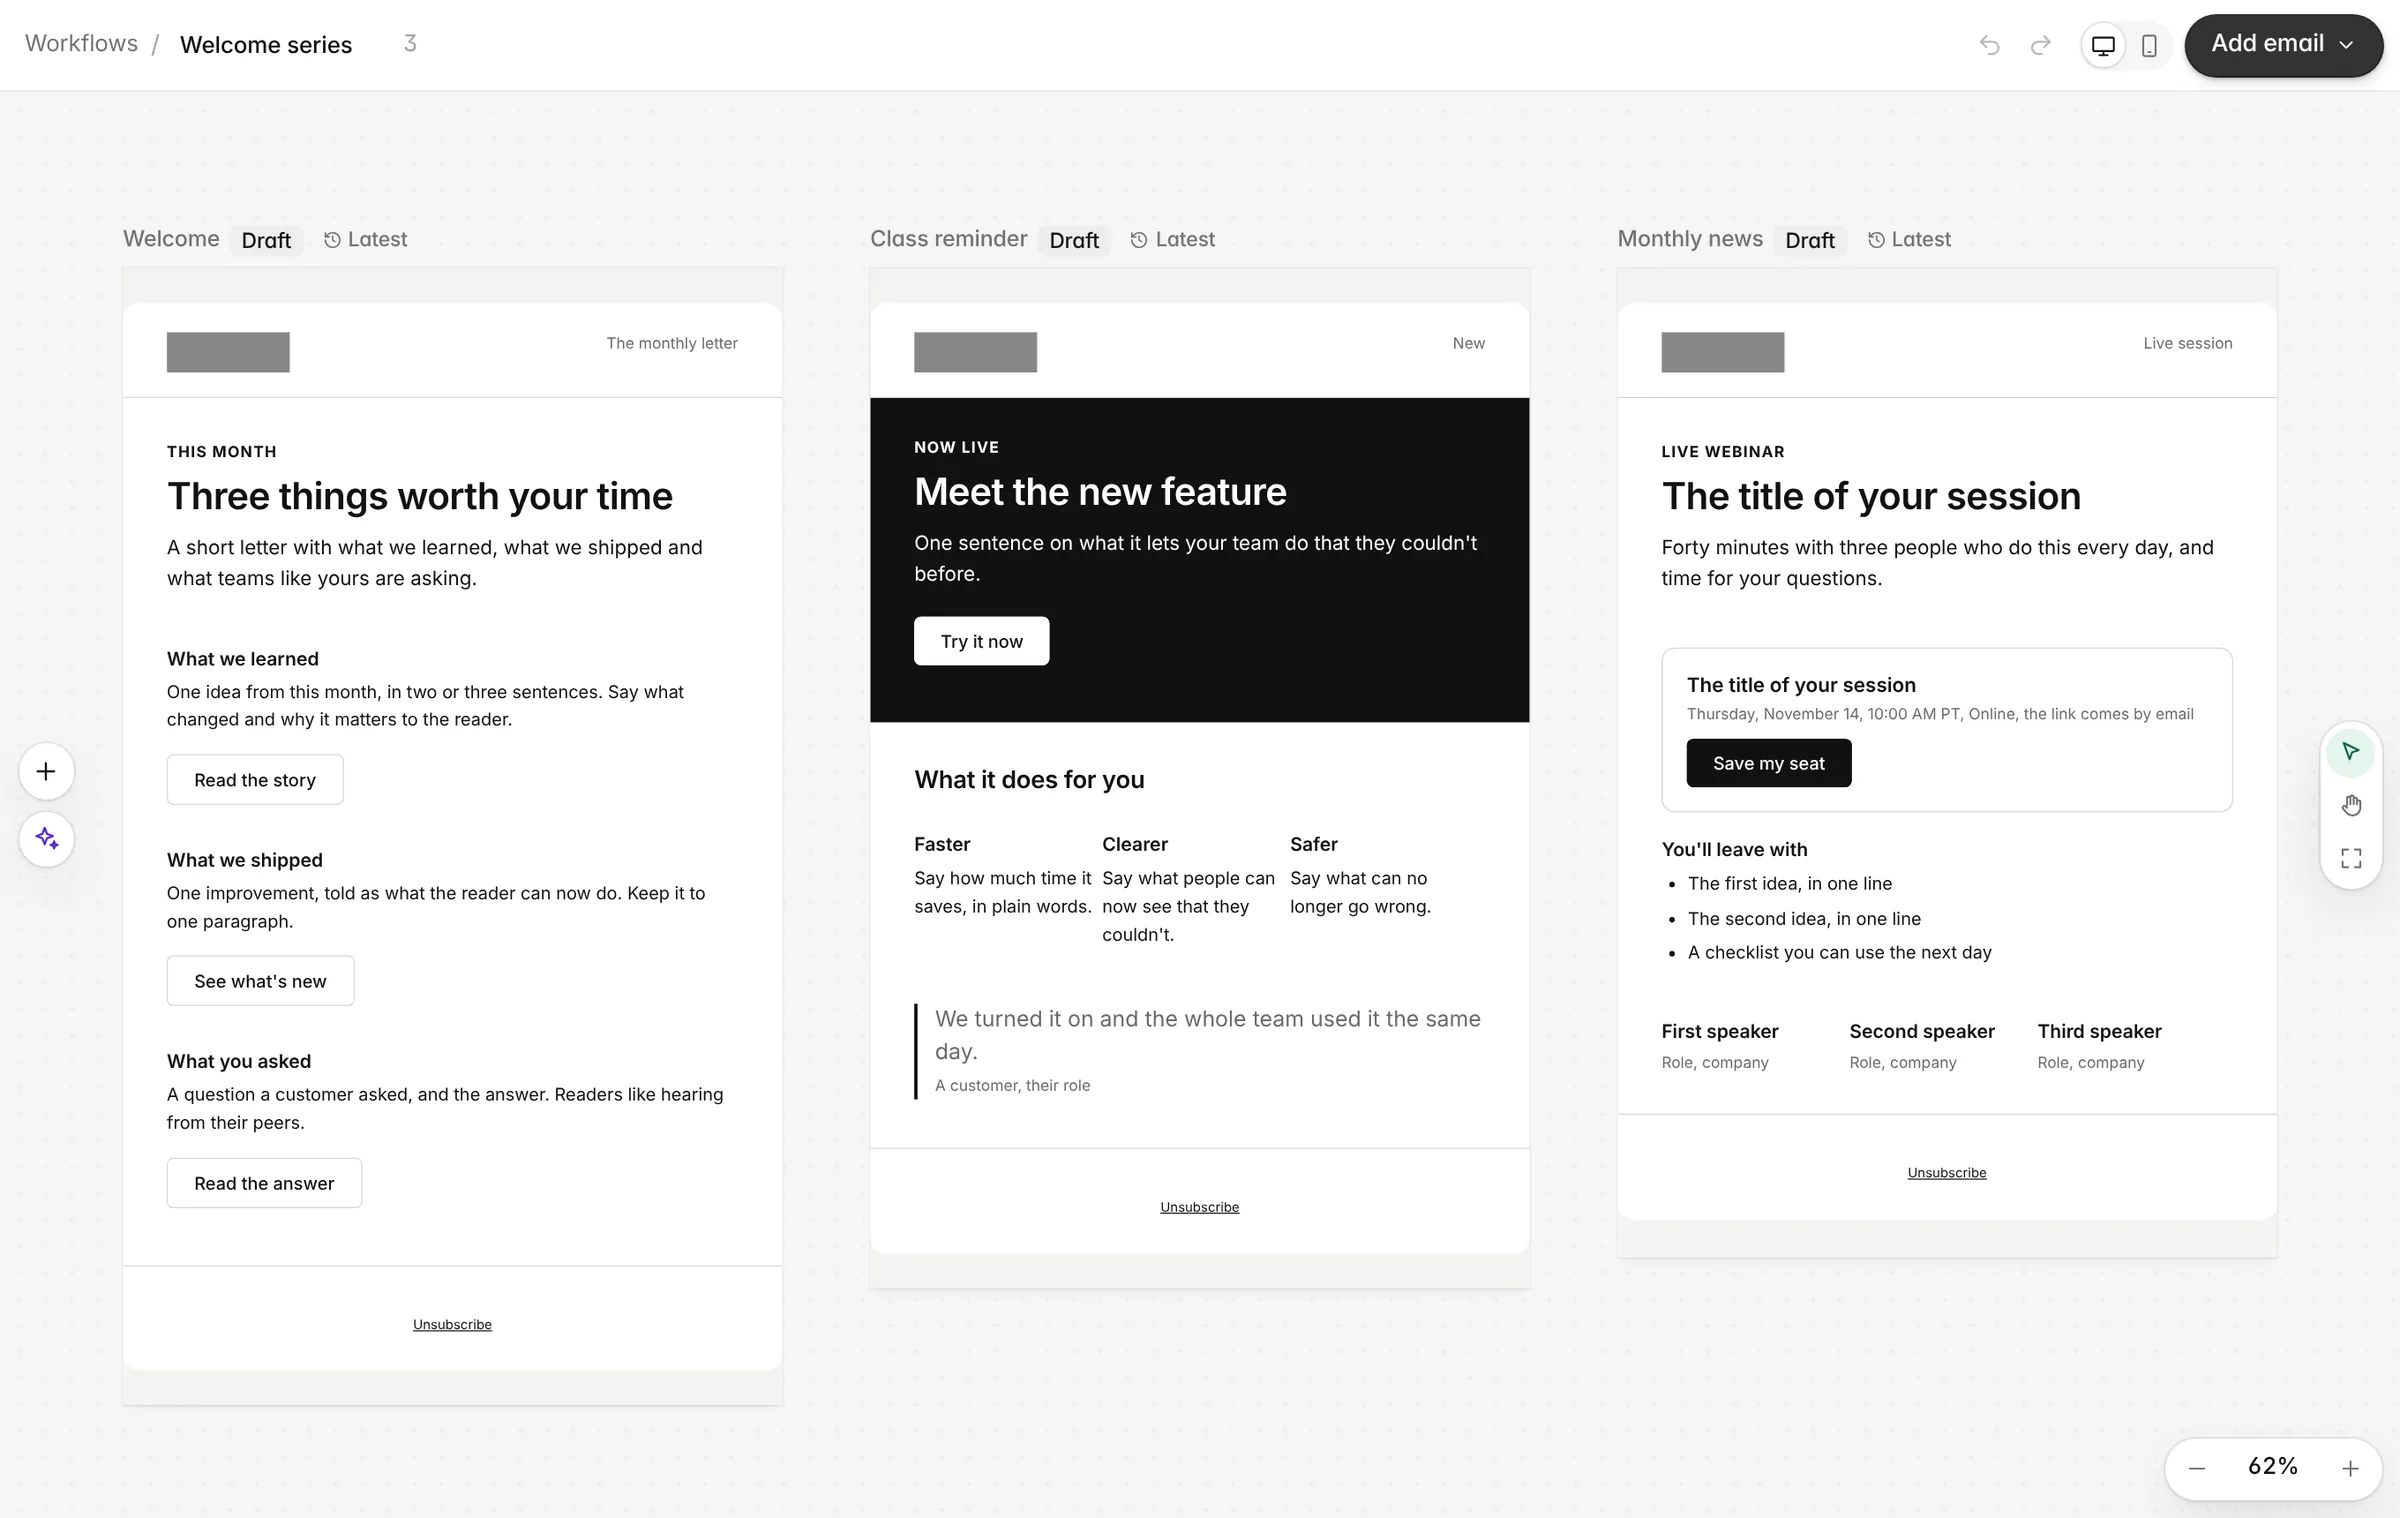 Workflows / Welcome series 3
Add email
Welcome Draft Latest
The monthly letter
THIS MONTH
Three things worth your time
A short letter with what we learned, what we shipped and
what teams like yours are asking.
What we learned
One idea from this month, in two or three sentences. Say what
changed and why it matters to the reader.
Read the story
What we shipped
One improvement, told as what the reader can now do. Keep it to
one paragraph.
See what's new
What you asked
A question a customer asked, and the answer. Readers like hearing
from their peers.
Read the answer
Unsubscribe
Class reminder Draft Latest
New
NOW LIVE
Meet the new feature
One sentence on what it lets your team do that they couldn't
before.
Try it now
What it does for you
Faster
Say how much time it
saves, in plain words.
Clearer
Say what people can
now see that they
couldn't.
Safer
Say what can no
longer go wrong.
We turned it on and the whole team used it the same
day.
A customer, their role
Unsubscribe
Monthly news Draft Latest
Live session
LIVE WEBINAR
The title of your session
Forty minutes with three people who do this every day, and
time for your questions.
The title of your session
Thursday, November 14, 10:00 AM PT, Online, the link comes by email
Save my seat
You'll leave with
• The first idea, in one line
• The second idea, in one line
• A checklist you can use the next day
First speaker
Role, company
Second speaker
Role, company
Third speaker
Role, company
Unsubscribe
62%